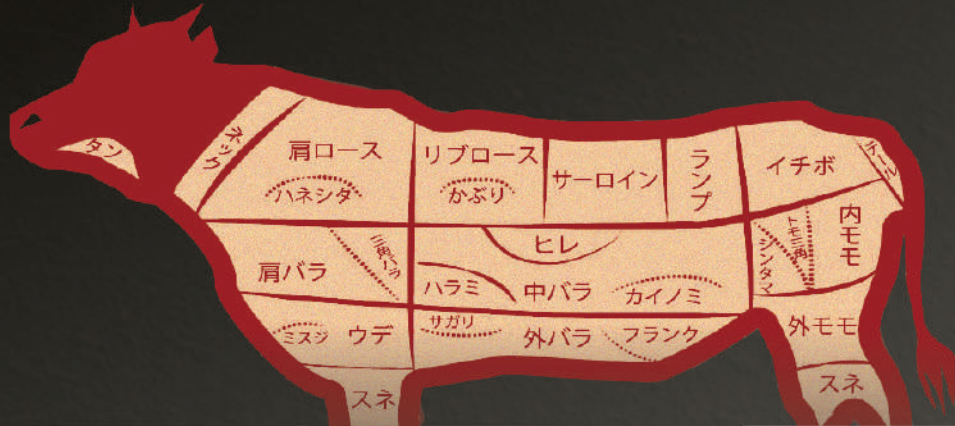 タン
ネック
肩ロース
ハネシタ
リブロース
かぶり
サーロイン
ランプ
イチボ
テール
肩バラ
三角バラ
ヒレ
ハラミ
中バラ
カイノミ
シンタマ
トモ三角
内モモ
ミスジ
ウデ
サガリ
外バラ
フランク
外モモ
スネ
スネ